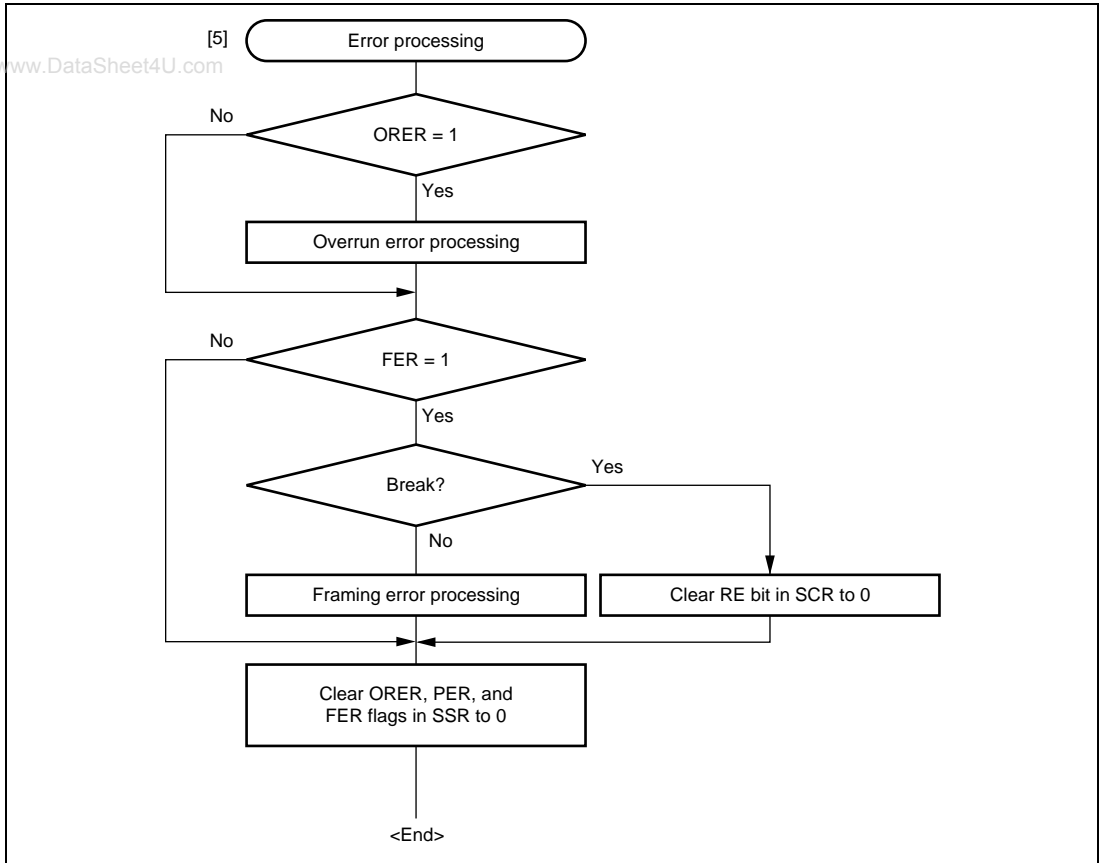 [5] Error processing
www.DataSheet4U.com
No
ORER = 1
Yes
Overrun error processing
No
FER = 1
Yes
Break?
Yes
No
Framing error processing
Clear RE bit in SCR to 0
Clear ORER, PER, and
FER flags in SSR to 0
<End>